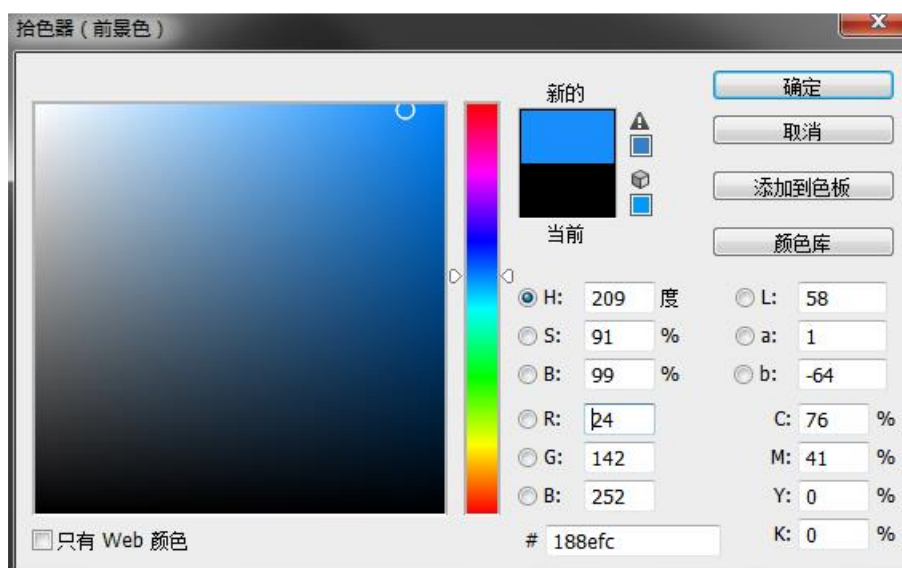 拾色器（前景色）
新的
当前
确定
取消
添加到色板
颜色库
H: 209 度
S: 91 %
B: 99 %
R: 24
G: 142
B: 252
L: 58
a: 1
b: -64
C: 76 %
M: 41 %
Y: 0 %
K: 0 %
# 188efc
只有 Web 颜色